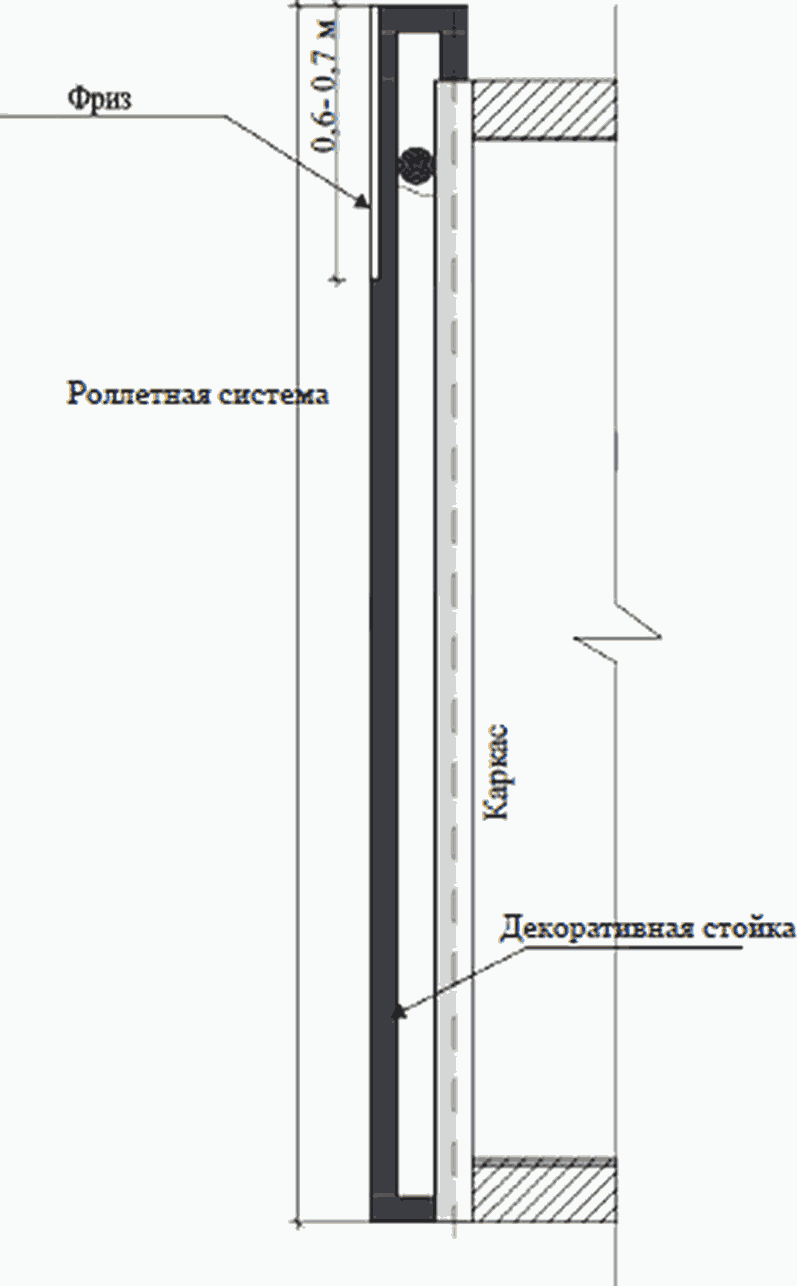 0,6- 0,7 м
Фриз
Роллетная система
Каркас
Декоративная стойка